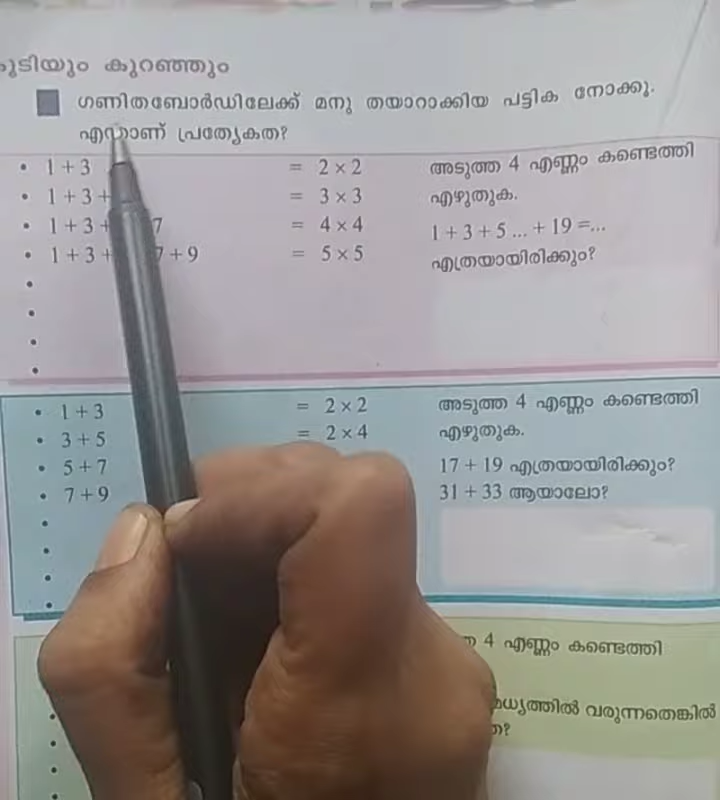 കൂടിയും കുറഞ്ഞും
ഗണിതബോർഡിലേക്ക് മനു തയാറാക്കിയ പട്ടിക നോക്കൂ.
എന്താണ് പ്രത്യേകത?
• 1 + 3 = 2 × 2
• 1 + 3 + = 3 × 3
• 1 + 3 + 7 = 4 × 4
• 1 + 3 + 7 + 9 = 5 × 5
അടുത്ത 4 എണ്ണം കണ്ടെത്തി
എഴുതുക.
1 + 3 + 5 ... + 19 =...
എത്രയായിരിക്കും?
• 1 + 3 = 2 × 2
• 3 + 5 = 2 × 4
• 5 + 7
• 7 + 9
അടുത്ത 4 എണ്ണം കണ്ടെത്തി
എഴുതുക.
17 + 19 എത്രയായിരിക്കും?
31 + 33 ആയാലോ?
4 എണ്ണം കണ്ടെത്തി
മധ്യത്തിൽ വരുന്നതെങ്കിൽ